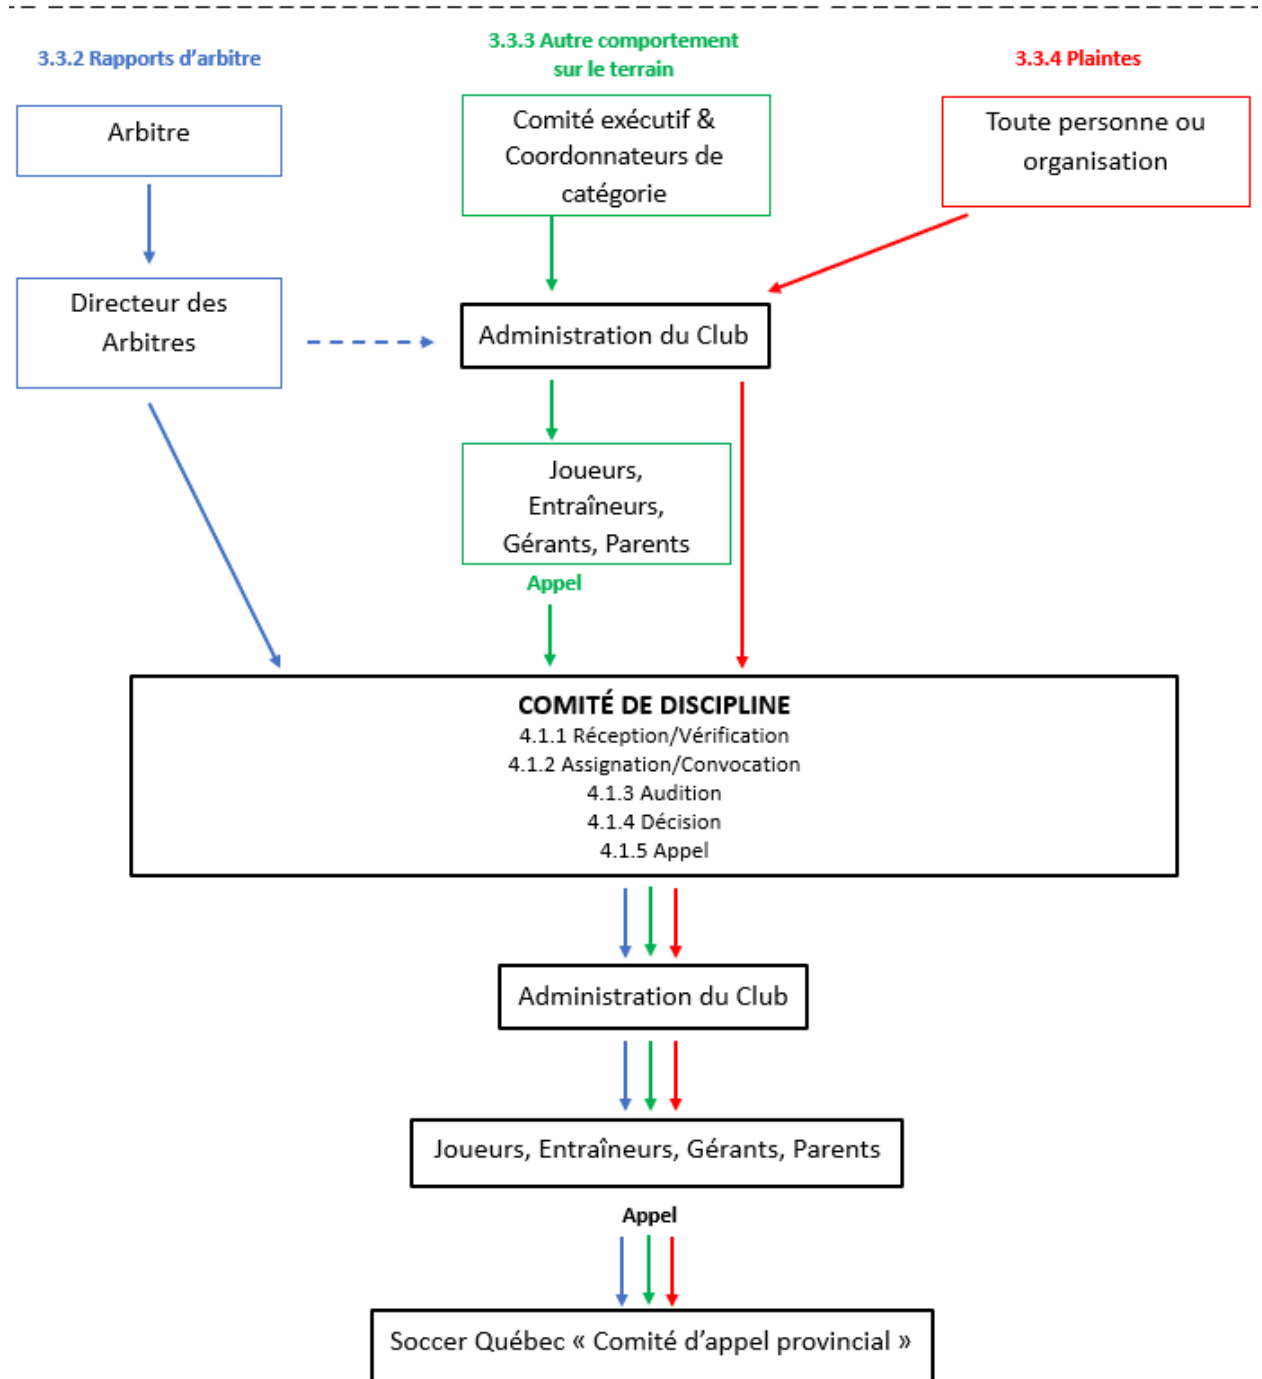 3.3.2 Rapports d’arbitre
3.3.3 Autre comportement
sur le terrain
3.3.4 Plaintes
Arbitre
Comité exécutif &
Coordonnateurs de
catégorie
Toute personne ou
organisation
Directeur des
Arbitres
Administration du Club
Joueurs,
Entraîneurs,
Gérants, Parents
Appel
COMITÉ DE DISCIPLINE
4.1.1 Réception/Vérification
4.1.2 Assignation/Convocation
4.1.3 Audition
4.1.4 Décision
4.1.5 Appel
Administration du Club
Joueurs, Entraîneurs, Gérants, Parents
Appel
Soccer Québec « Comité d’appel provincial »